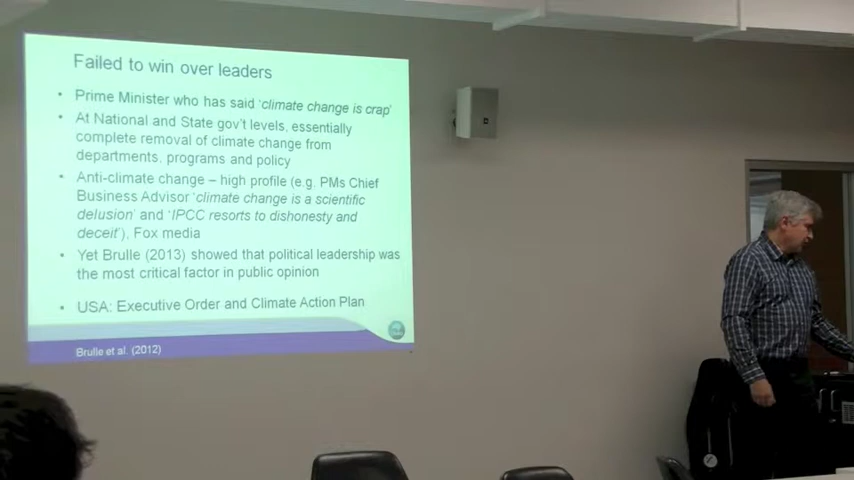 Failed to win over leaders
• Prime Minister who has said ‘climate change is crap’
• At National and State gov’t levels, essentially
complete removal of climate change from
departments, programs and policy
• Anti-climate change – high profile (e.g. PMs Chief
Business Advisor ‘climate change is a scientific
delusion’ and ‘IPCC resorts to dishonesty and
deceit’), Fox media
• Yet Brulle (2013) showed that political leadership was
the most critical factor in public opinion
• USA: Executive Order and Climate Action Plan
Brulle et al. (2012)